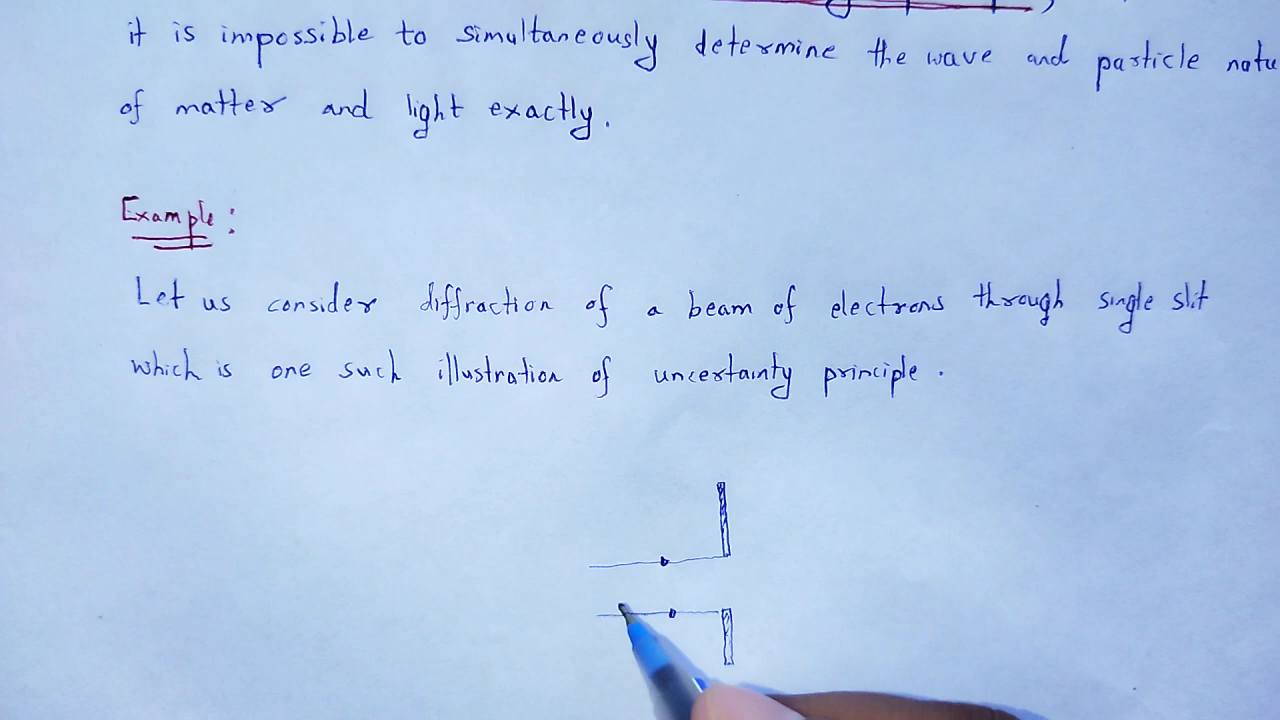 it is impossible to simultaneously determine the wave and particle natu
of matter and light exactly.
Example:
Let us consider diffraction of a beam of electrons through single slit
which is one such illustration of uncertainty principle.